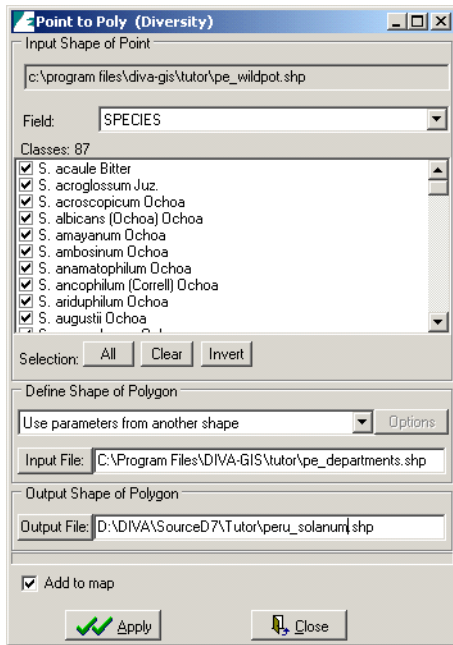 Point to Poly (Diversity)
Input Shape of Point
c:\program files\diva-gis\tutor\pe_wildpot.shp
Field: SPECIES
Classes: 87
S. acaule Bitter
S. acroglossum Juz.
S. acroscopicum Ochoa
S. albicans (Ochoa) Ochoa
S. amayanum Ochoa
S. ambosinum Ochoa
S. anamatophilum Ochoa
S. ancophilum (Correll) Ochoa
S. ariduphilum Ochoa
S. augustii Ochoa
Selection: All Clear Invert
Define Shape of Polygon
Use parameters from another shape Options
Input File: C:\Program Files\DIVA-GIS\tutor\pe_departments.shp
Output Shape of Polygon
Output File: D:\DIVA\SourceD7\Tutor\peru_solanum.shp
Add to map
Apply Close